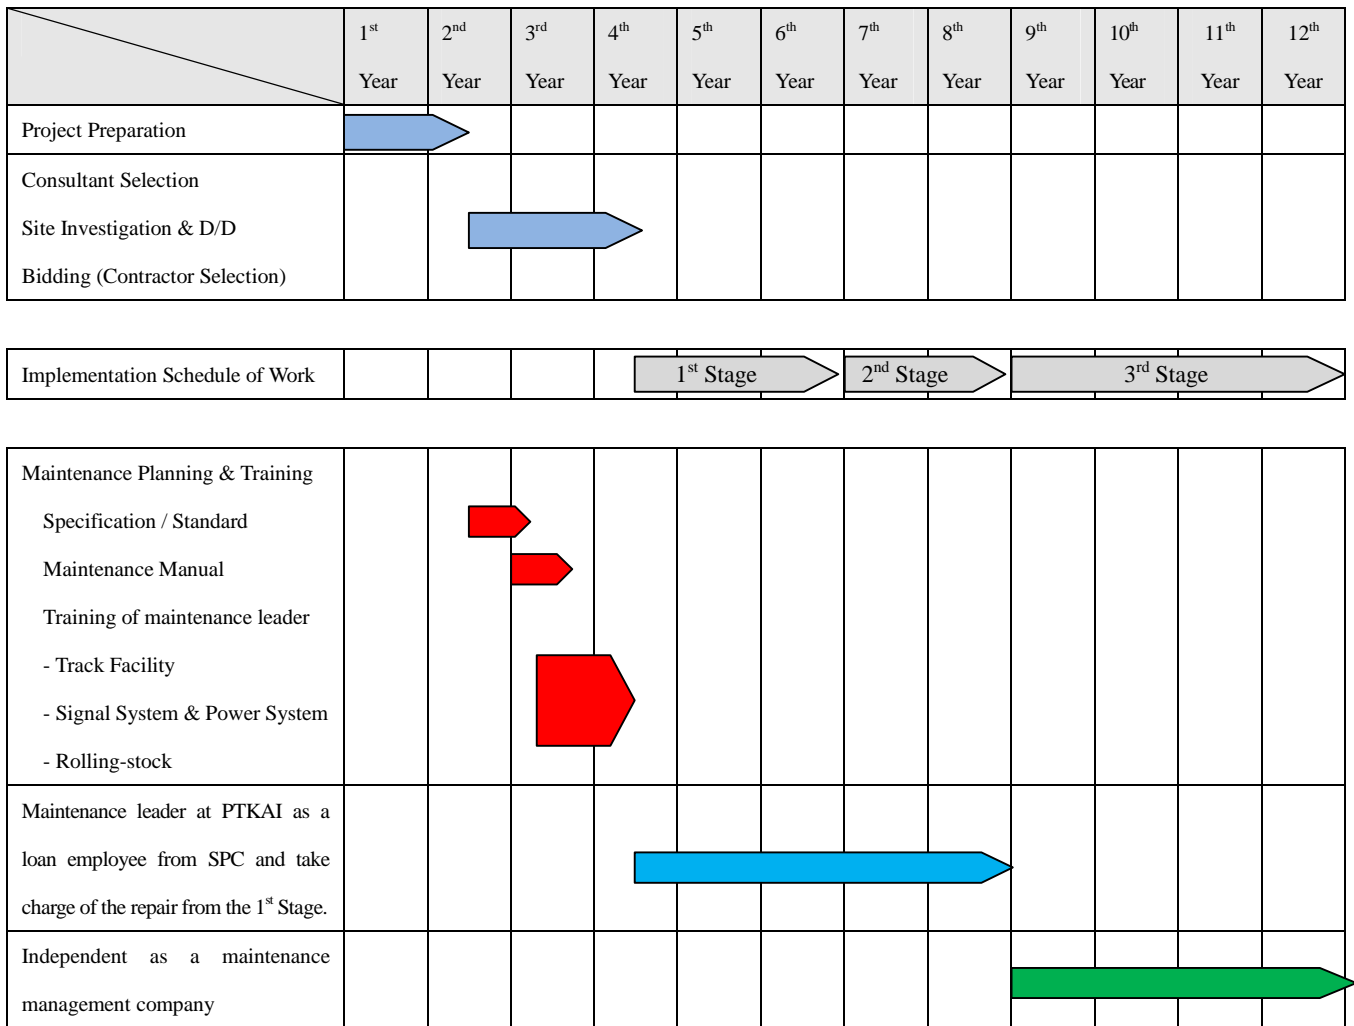 1st 2nd 3rd 4th 5th 6th 7th 8th 9th 10th 11th 12th
Year Year Year Year Year Year Year Year Year Year Year Year
Project Preparation
Consultant Selection
Site Investigation & D/D
Bidding (Contractor Selection)
Implementation Schedule of Work 1st Stage 2nd Stage 3rd Stage
Maintenance Planning & Training
Specification / Standard
Maintenance Manual
Training of maintenance leader
- Track Facility
- Signal System & Power System
- Rolling-stock
Maintenance leader at PTKAI as a
loan employee from SPC and take
charge of the repair from the 1st Stage.
Independent as a maintenance
management company